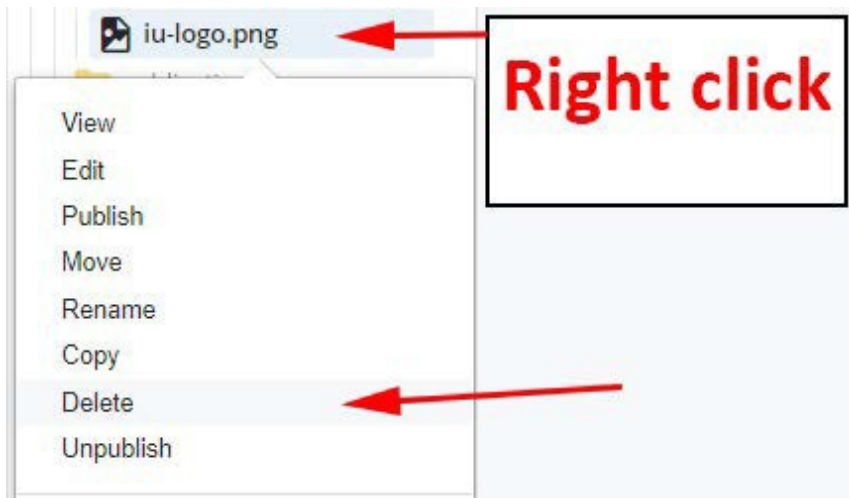 iu-logo.png
Right click
View
Edit
Publish
Move
Rename
Copy
Delete
Unpublish